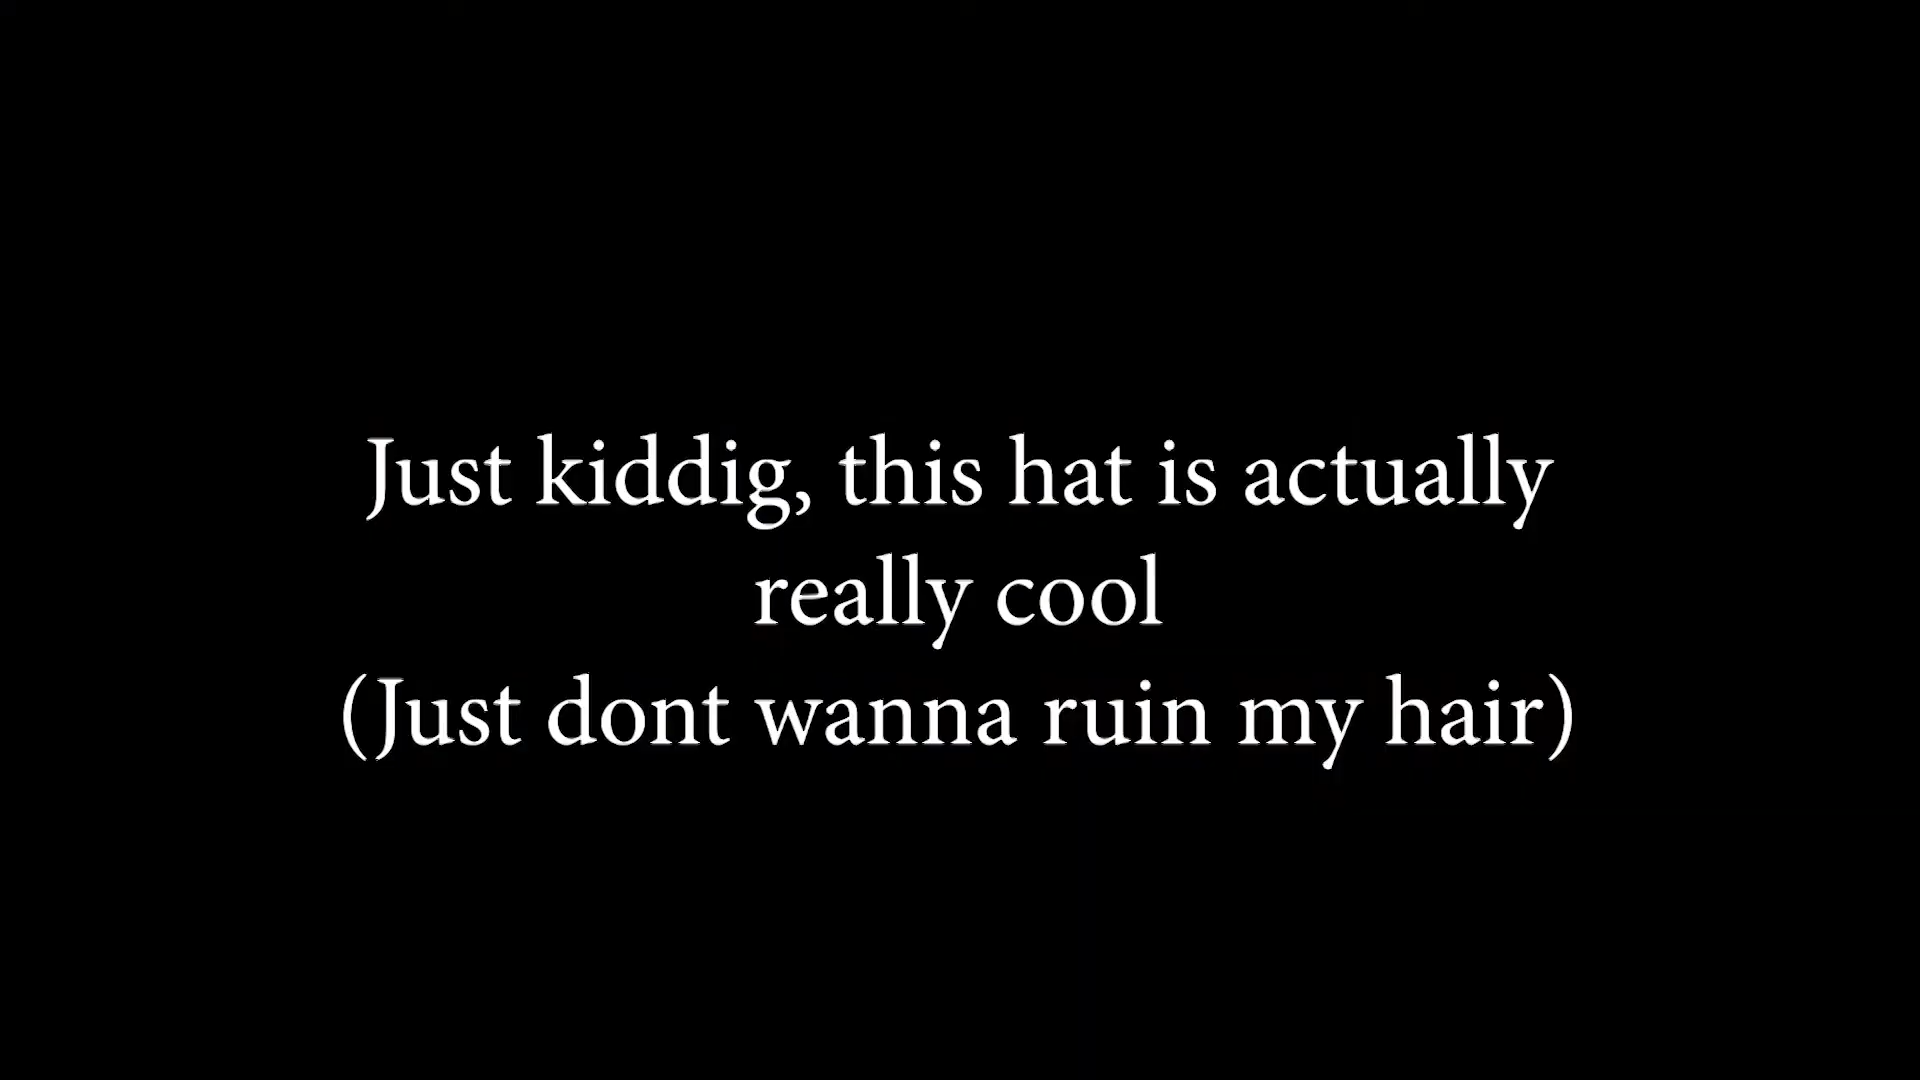 Just kiddig, this hat is actually
really cool
(Just dont wanna ruin my hair)